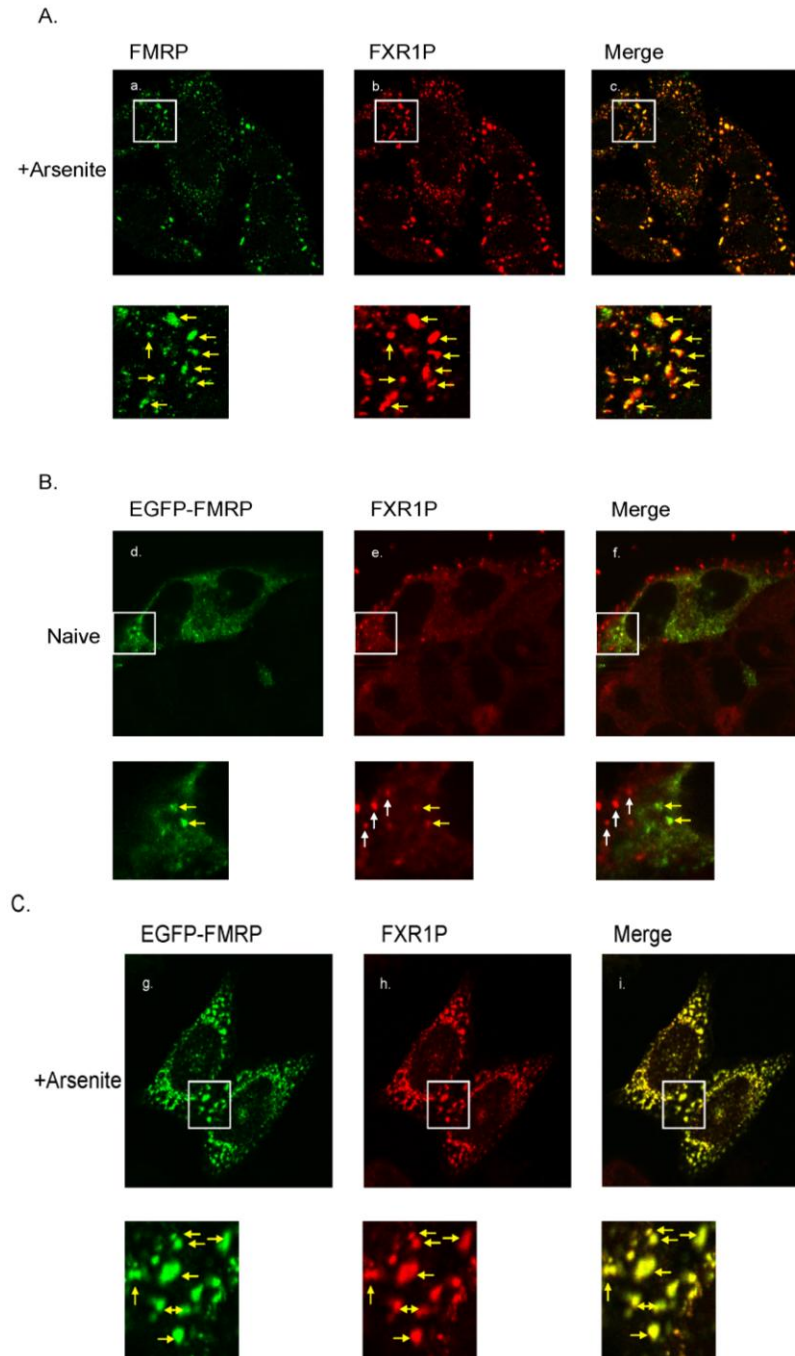 A.
FMRP FXR1P Merge
a. b. c.
+Arsenite
B.
EGFP-FMRP FXR1P Merge
d. e. f.
Naive
C.
EGFP-FMRP FXR1P Merge
g. h. i.
+Arsenite